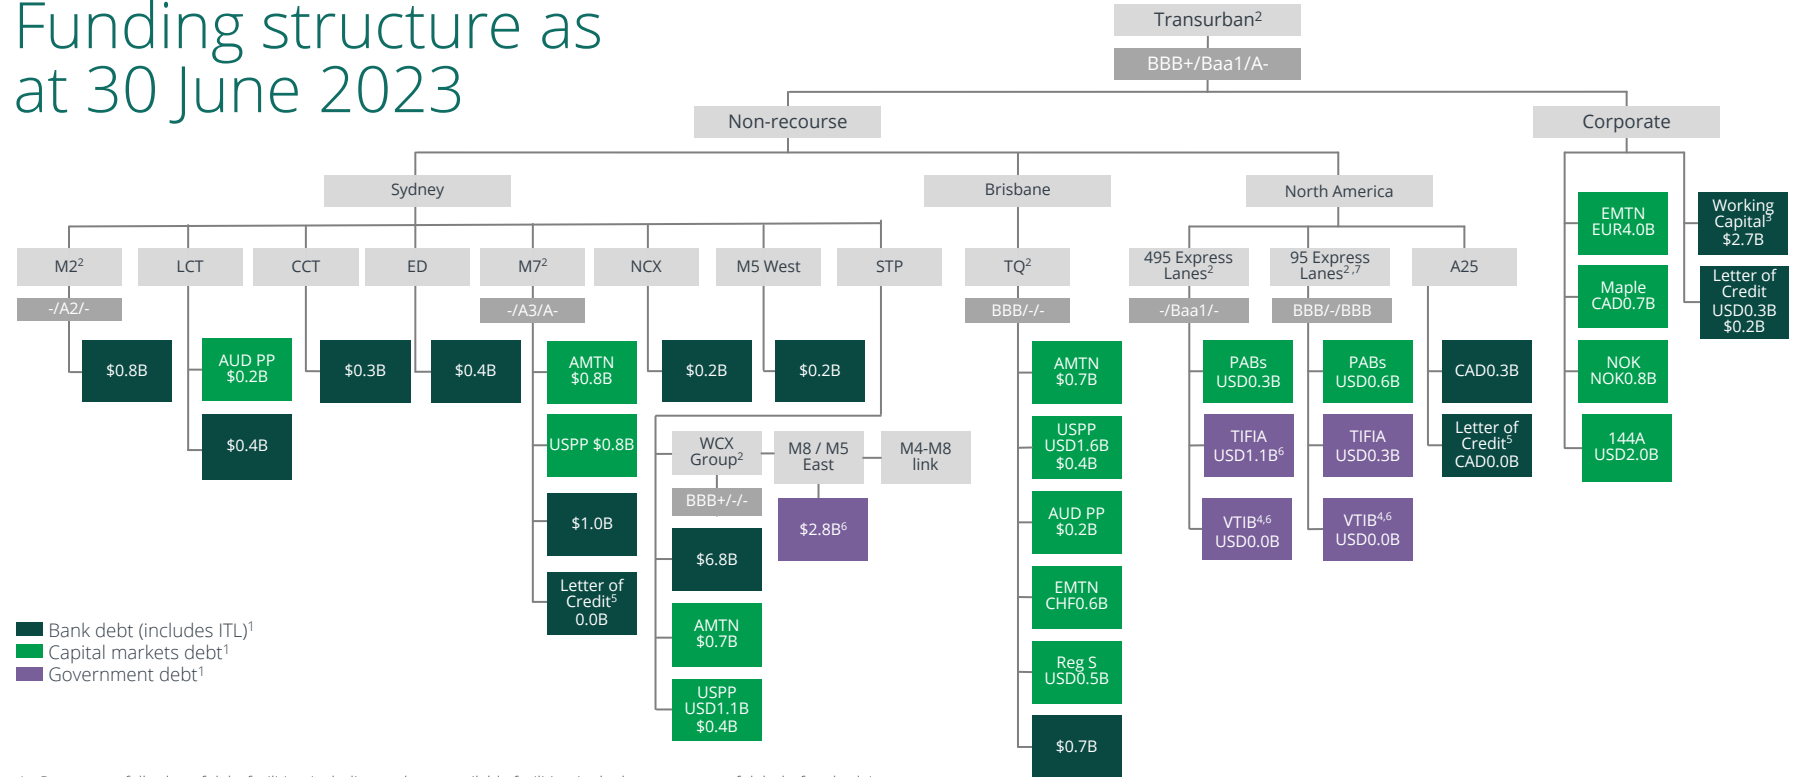 Funding structure as
at 30 June 2023
Transurban²
BBB+/Baa1/A-
Non-recourse
Corporate
Sydney
Brisbane
North America
M2²
-/A2/-
$0.8B
LCT
AUD PP
$0.2B
$0.4B
CCT
$0.3B
ED
$0.4B
M7²
-/A3/A-
AMTN
$0.8B
USPP $0.8B
$1.0B
Letter of
Credit⁵
0.0B
NCX
$0.2B
M5 West
$0.2B
STP
WCX
Group²
BBB+/-/-
$6.8B
AMTN
$0.7B
USPP
USD1.1B
$0.4B
M8 / M5
East
$2.8B⁶
M4-M8
link
TQ²
BBB/-/-
AMTN
$0.7B
USPP
USD1.6B
$0.4B
AUD PP
$0.2B
EMTN
CHF0.6B
Reg S
USD0.5B
$0.7B
495 Express
Lanes²
-/Baa1/-
PABs
USD0.3B
TIFIA
USD1.1B⁶
VTIB⁴,⁶
USD0.0B
95 Express
Lanes²,⁷
BBB/-/BBB
PABs
USD0.6B
TIFIA
USD0.3B
VTIB⁴,⁶
USD0.0B
A25
CAD0.3B
Letter of
Credit⁵
CAD0.0B
EMTN
EUR4.0B
Maple
CAD0.7B
NOK
NOK0.8B
144A
USD2.0B
Working
Capital³
$2.7B
Letter of
Credit
USD0.3B
$0.2B
Bank debt (includes ITL)¹
Capital markets debt¹
Government debt¹